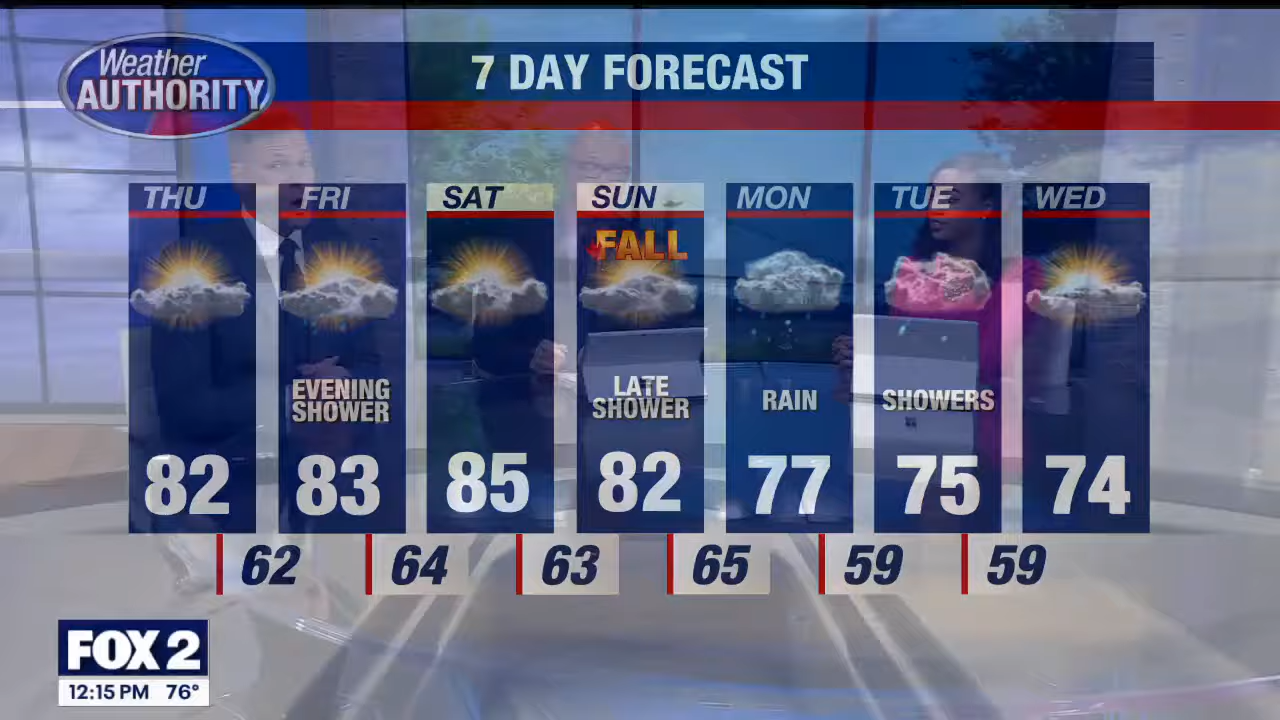 Weather
AUTHORITY
7 DAY FORECAST
THU
FRI
SAT
SUN
MON
TUE
WED
FALL
EVENING
SHOWER
LATE
SHOWER
RAIN
SHOWERS
82
83
85
82
77
75
74
62
64
63
65
59
59
FOX 2
12:15 PM 76°